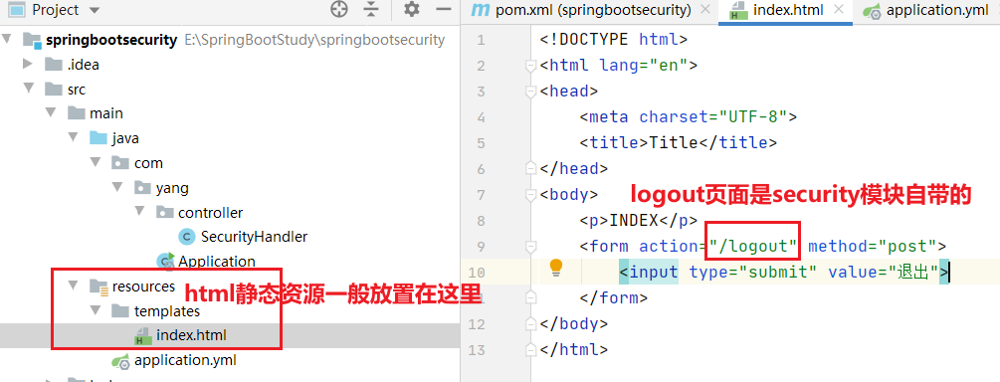 Project
springbootsecurity E:\SpringBootStudy\springbootsecurity
.idea
src
main
java
com
yang
controller
SecurityHandler
Application
resources
html静态资源一般放置在这里
templates
index.html
application.yml
pom.xml (springbootsecurity)
index.html
application.yml
1 <!DOCTYPE html>
2 <html lang="en">
3 <head>
4 <meta charset="UTF-8">
5 <title>Title</title>
6 </head>
7 <body>
logout页面是security模块自带的
8 <p>INDEX</p>
9 <form action="/logout" method="post">
10 <input type="submit" value="退出">
11 </form>
12 </body>
13 </html>